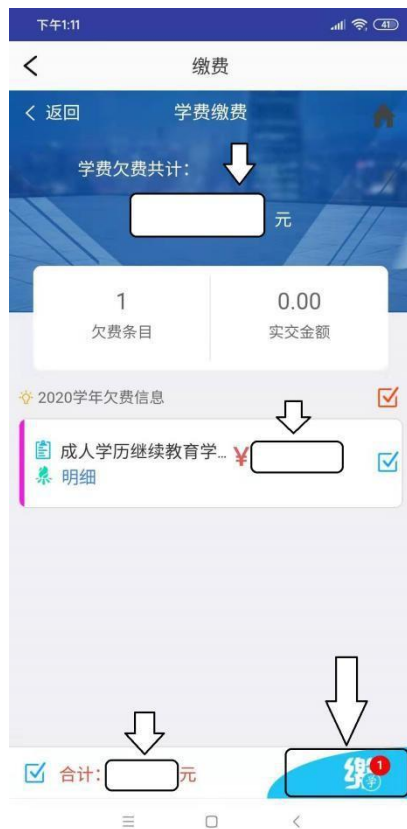 下午1:11
41
缴费
返回
学费缴费
学费欠费共计:
元
1
0.00
欠费条目
实交金额
2020学年欠费信息
成人学历继续教育学… ¥
明细
合计: 元
缴
1